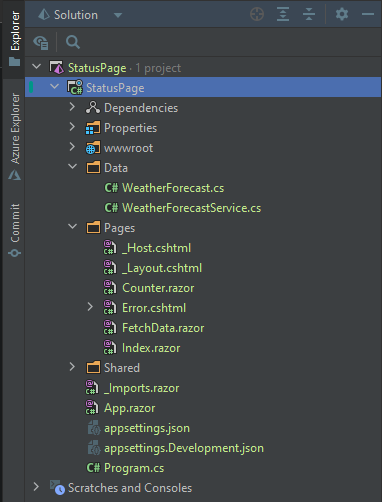 Solution
Explorer
Azure Explorer
Commit
StatusPage · 1 project
StatusPage
Dependencies
Properties
wwwroot
Data
C# WeatherForecast.cs
C# WeatherForecastService.cs
Pages
_Host.cshtml
_Layout.cshtml
Counter.razor
Error.cshtml
FetchData.razor
Index.razor
Shared
_Imports.razor
App.razor
appsettings.json
appsettings.Development.json
C# Program.cs
Scratches and Consoles